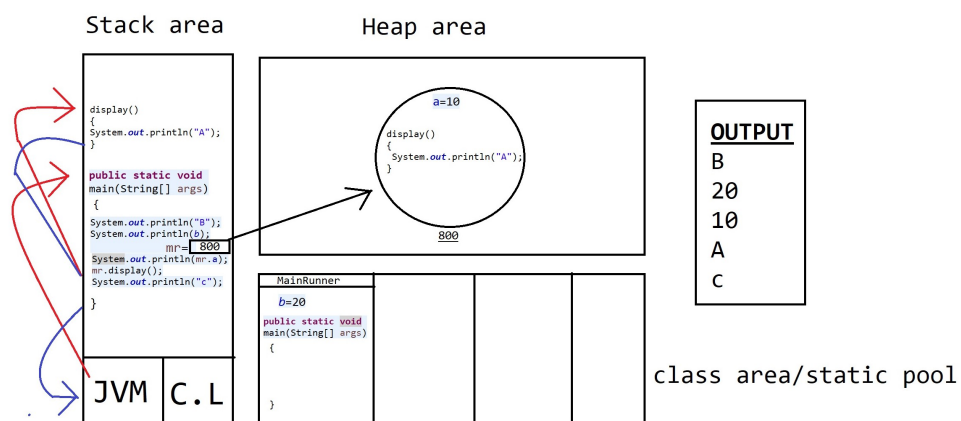 Stack area
display()
{
System.out.println("A");
}
public static void
main(String[] args)
{
System.out.println("B");
System.out.println(b);
mr= 800
System.out.println(mr.a);
mr.display();
System.out.println("c");
}
JVM
C.L
Heap area
a=10
display()
{
System.out.println("A");
}
800
MainRunner
b=20
public static void
main(String[] args)
{
}
OUTPUT
B
20
10
A
c
class area/static pool